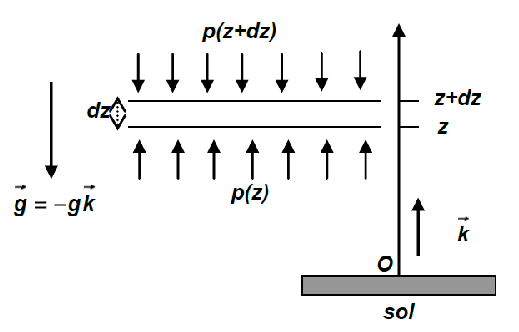 p(z+dz)
dz
z+dz
z
g = −gk
p(z)
k
O
sol